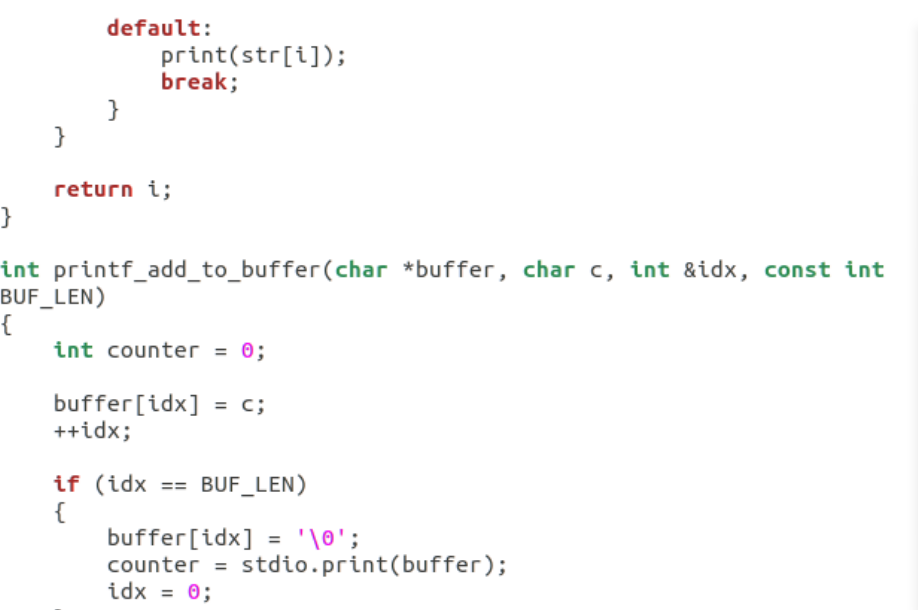 default:
            print(str[i]);
            break;
        }
    }

    return i;
}

int printf_add_to_buffer(char *buffer, char c, int &idx, const int
BUF_LEN)
{
    int counter = 0;

    buffer[idx] = c;
    ++idx;

    if (idx == BUF_LEN)
    {
        buffer[idx] = '\0';
        counter = stdio.print(buffer);
        idx = 0;